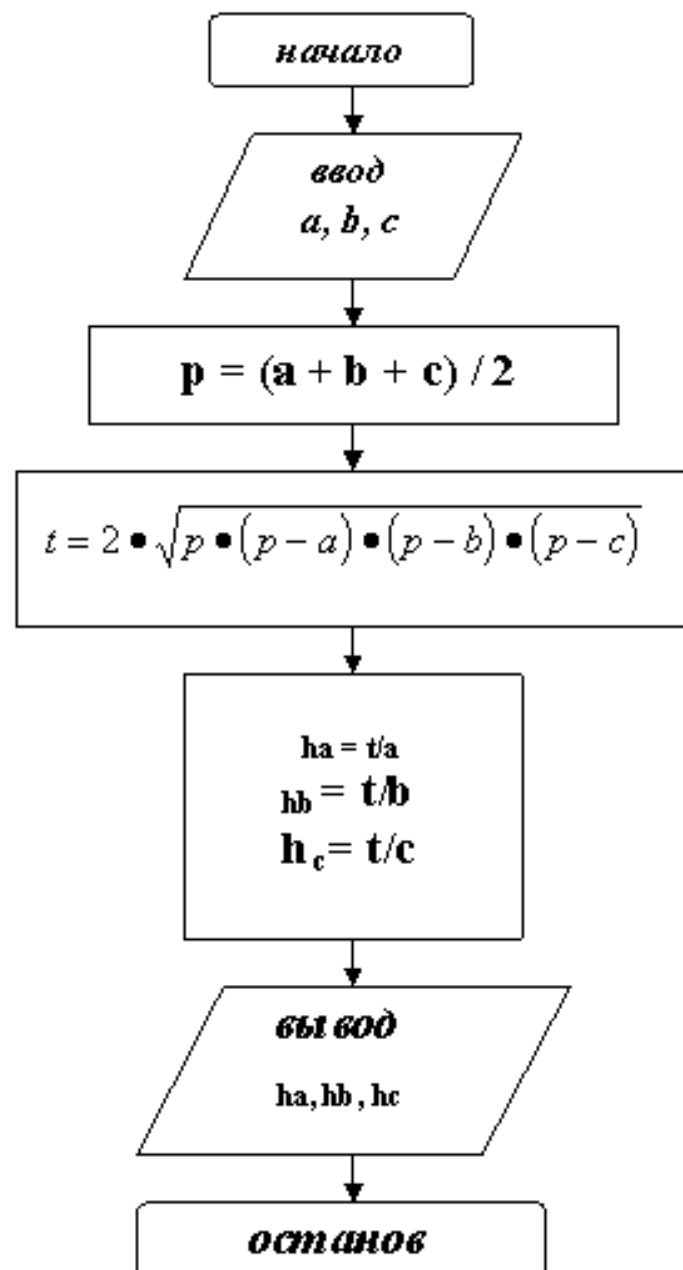 начало
ввод
a, b, c
p = (a + b + c) / 2
t = 2 • √p • (p − a) • (p − b) • (p − c)
ha = t/a
hb = t/b
hc = t/c
вывод
ha, hb, hc
останов